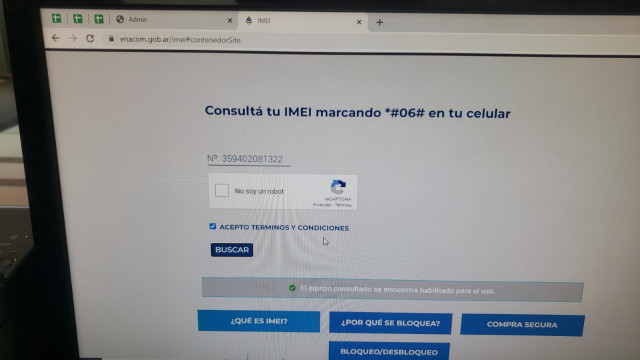 Admin
IMEI
enacom.gob.ar/imei#contenedorSite
Consultá tu IMEI marcando *#06# en tu celular
Nº 359402081322
No soy un robot
reCAPTCHA
Privacidad - Términos
ACEPTO TERMINOS Y CONDICIONES
BUSCAR
El equipo consultado se encuentra habilitado para el uso.
¿QUÉ ES IMEI?
¿POR QUÉ SE BLOQUEA?
COMPRA SEGURA
BLOQUEO/DESBLOQUEO